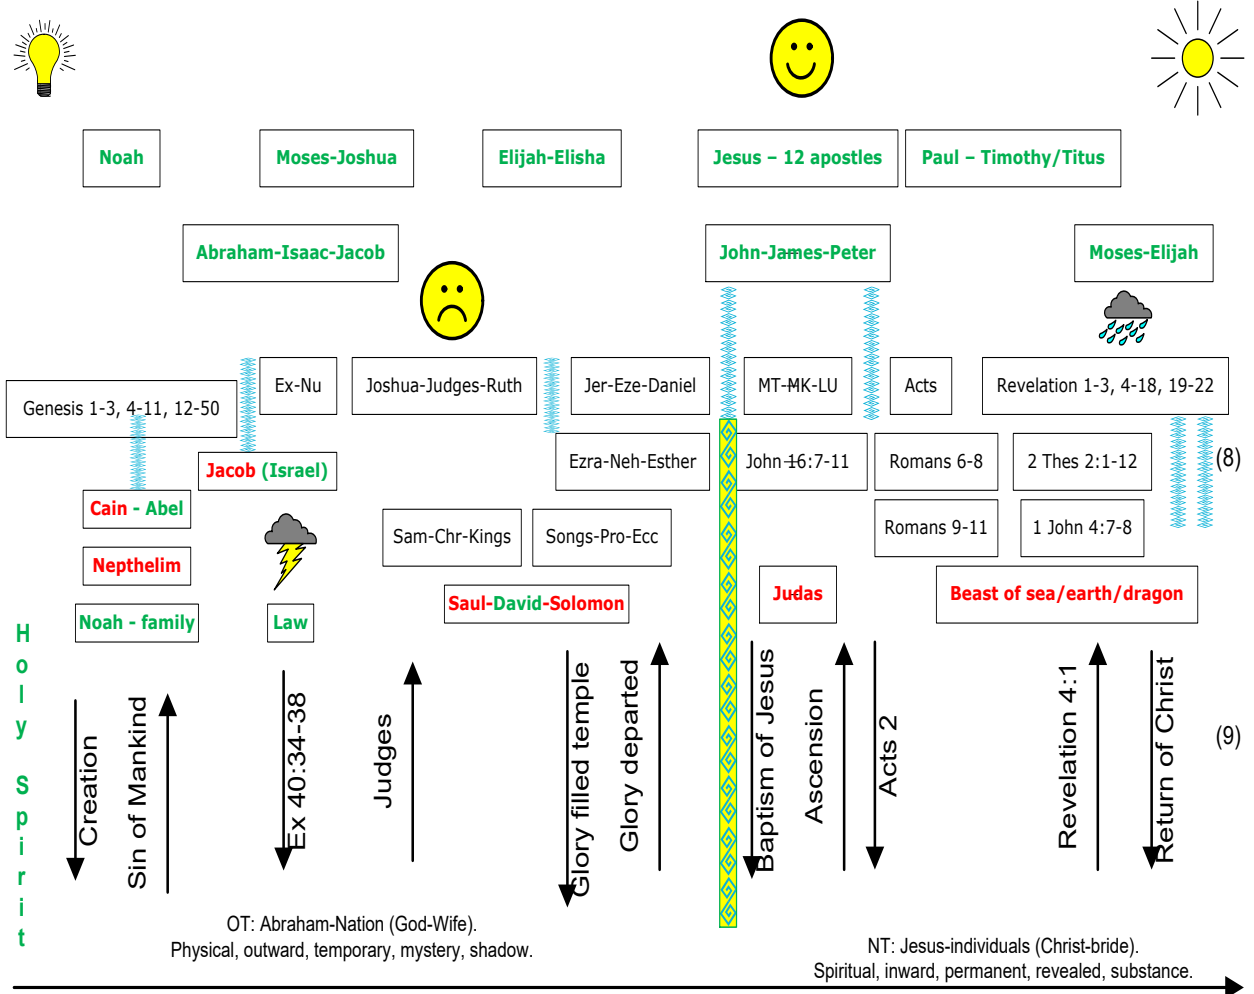 Noah
Moses-Joshua
Elijah-Elisha
Jesus – 12 apostles
Paul – Timothy/Titus
Abraham-Isaac-Jacob
John-James-Peter
Moses-Elijah
Genesis 1-3, 4-11, 12-50
Ex-Nu
Joshua-Judges-Ruth
Jer-Eze-Daniel
MT-MK-LU
Acts
Revelation 1-3, 4-18, 19-22
Jacob (Israel)
Ezra-Neh-Esther
John 16:7-11
Romans 6-8
2 Thes 2:1-12
(8)
Cain - Abel
Sam-Chr-Kings
Songs-Pro-Ecc
Romans 9-11
1 John 4:7-8
Nepthelim
Saul-David-Solomon
Judas
Beast of sea/earth/dragon
Noah - family
Law
Holy Spirit
Creation
Sin of Mankind
Ex 40:34-38
Judges
Glory filled temple
Glory departed
Baptism of Jesus
Ascension
Acts 2
Revelation 4:1
Return of Christ
(9)
OT: Abraham-Nation (God-Wife).
Physical, outward, temporary, mystery, shadow.
NT: Jesus-individuals (Christ-bride).
Spiritual, inward, permanent, revealed, substance.